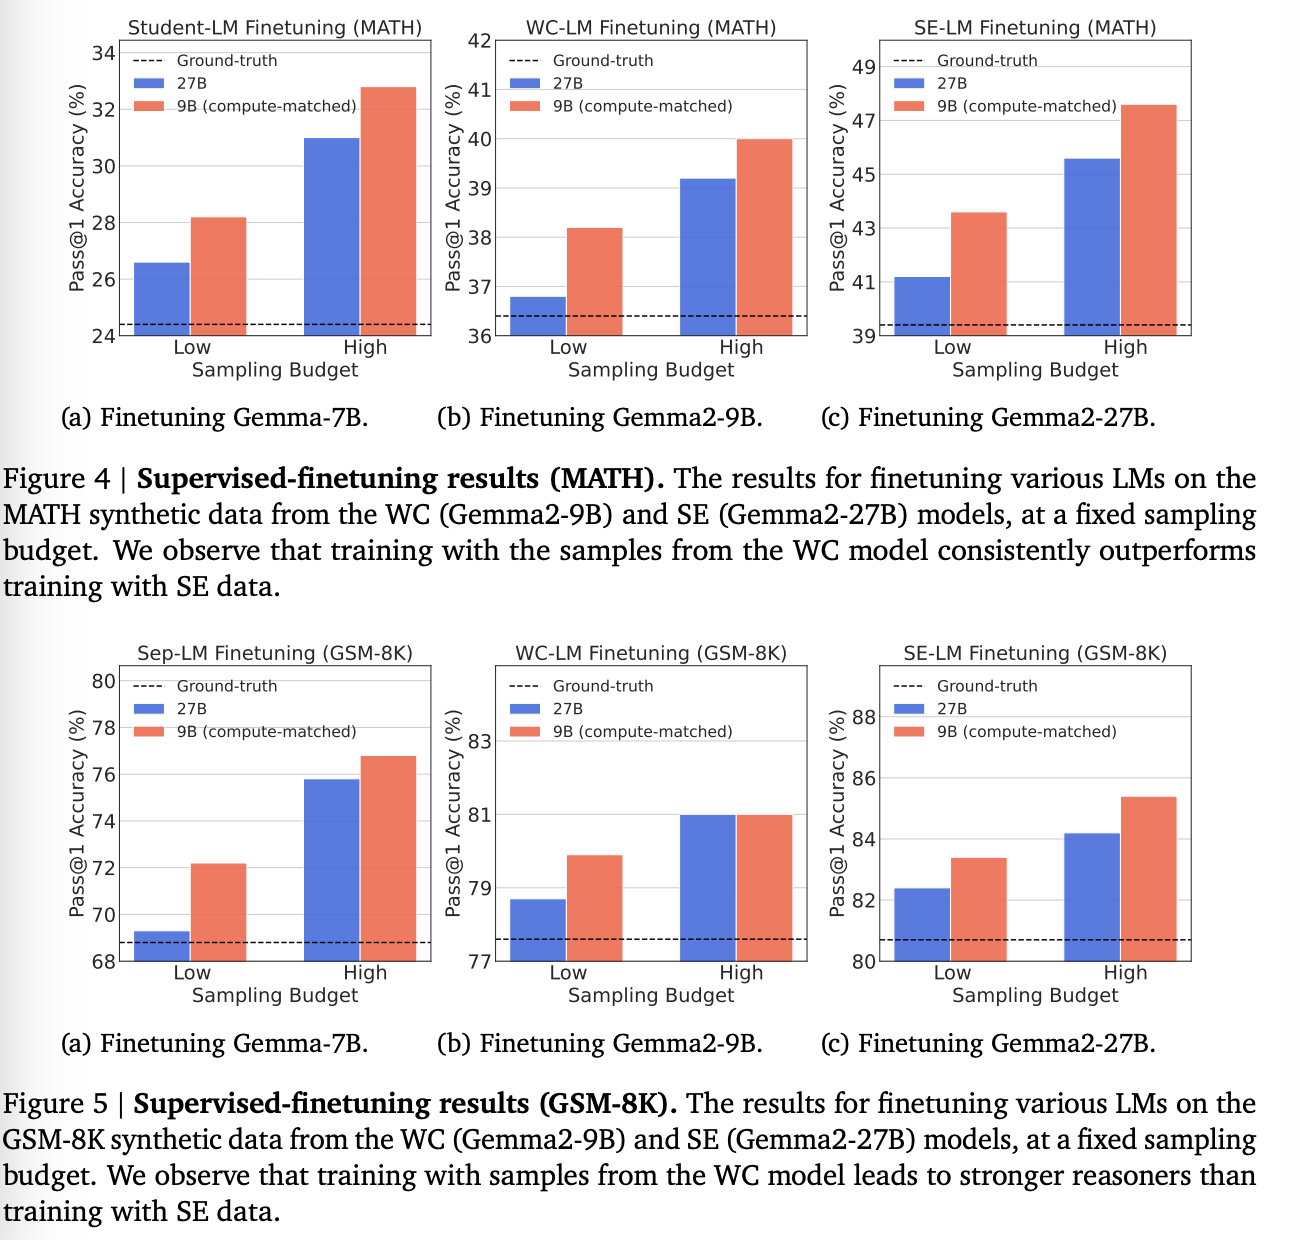 Student-LM Finetuning (MATH)
34
32
30
28
26
24
Pass@1 Accuracy (%)
Ground-truth
27B
9B (compute-matched)
Low
High
Sampling Budget
WC-LM Finetuning (MATH)
42
41
40
39
38
37
36
Pass@1 Accuracy (%)
Ground-truth
27B
9B (compute-matched)
Low
High
Sampling Budget
SE-LM Finetuning (MATH)
49
47
45
43
41
39
Pass@1 Accuracy (%)
Ground-truth
27B
9B (compute-matched)
Low
High
Sampling Budget
(a) Finetuning Gemma-7B.
(b) Finetuning Gemma2-9B.
(c) Finetuning Gemma2-27B.
Figure 4 | Supervised-finetuning results (MATH). The results for finetuning various LMs on the
MATH synthetic data from the WC (Gemma2-9B) and SE (Gemma2-27B) models, at a fixed sampling
budget. We observe that training with the samples from the WC model consistently outperforms
training with SE data.
Sep-LM Finetuning (GSM-8K)
80
78
76
74
72
70
68
Pass@1 Accuracy (%)
Ground-truth
27B
9B (compute-matched)
Low
High
Sampling Budget
WC-LM Finetuning (GSM-8K)
83
81
79
77
Pass@1 Accuracy (%)
Ground-truth
27B
9B (compute-matched)
Low
High
Sampling Budget
SE-LM Finetuning (GSM-8K)
88
86
84
82
80
Pass@1 Accuracy (%)
Ground-truth
27B
9B (compute-matched)
Low
High
Sampling Budget
(a) Finetuning Gemma-7B.
(b) Finetuning Gemma2-9B.
(c) Finetuning Gemma2-27B.
Figure 5 | Supervised-finetuning results (GSM-8K). The results for finetuning various LMs on the
GSM-8K synthetic data from the WC (Gemma2-9B) and SE (Gemma2-27B) models, at a fixed sampling
budget. We observe that training with samples from the WC model leads to stronger reasoners than
training with SE data.